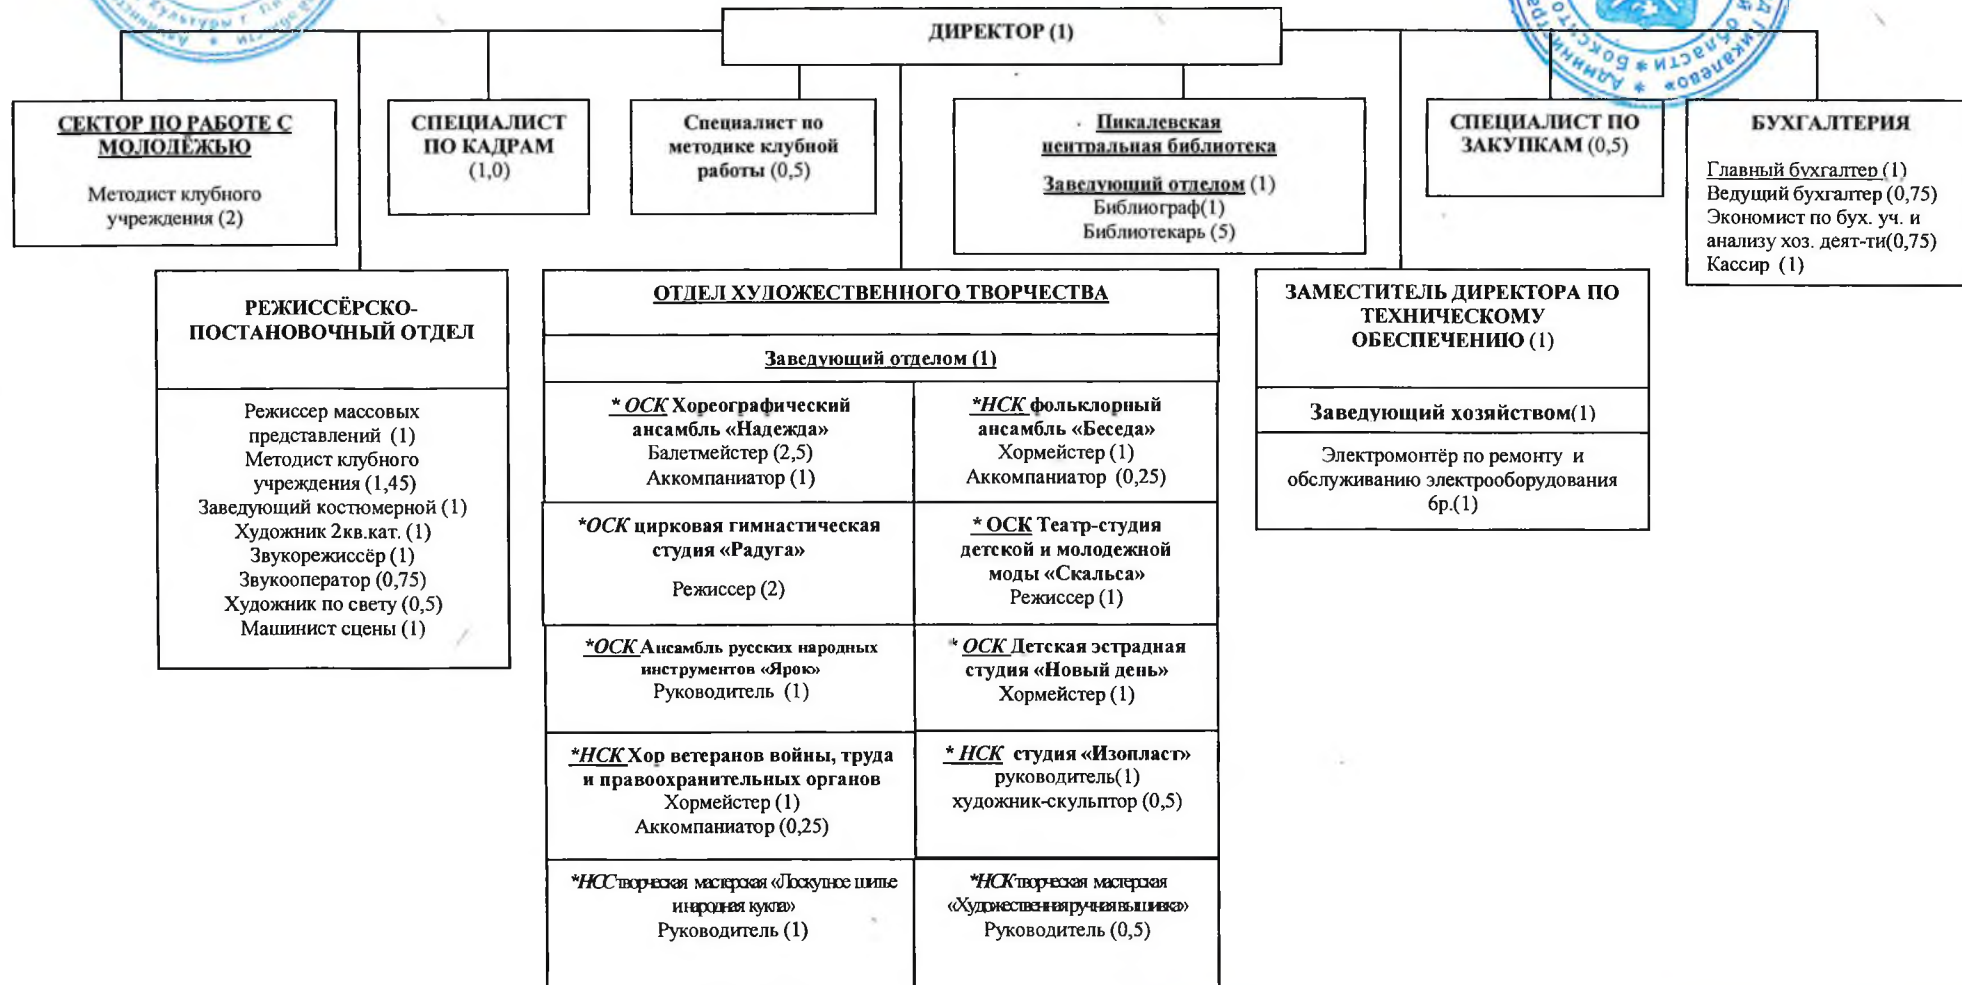 ДИРЕКТОР (1)
СЕКТОР ПО РАБОТЕ С
МОЛОДЁЖЬЮ
Методист клубного
учреждения (2)
СПЕЦИАЛИСТ
ПО КАДРАМ
(1,0)
Специалист по
методике клубной
работы (0,5)
Пикалевская
центральная библиотека
Заведующий отделом (1)
Библиограф(1)
Библиотекарь (5)
СПЕЦИАЛИСТ ПО
ЗАКУПКАМ (0,5)
БУХГАЛТЕРИЯ
Главный бухгалтер (1)
Ведущий бухгалтер (0,75)
Экономист по бух. уч. и
анализу хоз. деят-ти(0,75)
Кассир (1)
РЕЖИССЁРСКО-
ПОСТАНОВОЧНЫЙ ОТДЕЛ
Режиссер массовых
представлений (1)
Методист клубного
учреждения (1,45)
Заведующий костюмерной (1)
Художник 2кв.кат. (1)
Звукорежиссёр (1)
Звукооператор (0,75)
Художник по свету (0,5)
Машинист сцены (1)
ОТДЕЛ ХУДОЖЕСТВЕННОГО ТВОРЧЕСТВА
Заведующий отделом (1)
* ОСК Хореографический
ансамбль «Надежда»
Балетмейстер (2,5)
Аккомпаниатор (1)
*НСК фольклорный
ансамбль «Беседа»
Хормейстер (1)
Аккомпаниатор (0,25)
*ОСК цирковая гимнастическая
студия «Радуга»
Режиссер (2)
* ОСК Театр-студия
детской и молодежной
моды «Скальса»
Режиссер (1)
*ОСК Ансамбль русских народных
инструментов «Ярок»
Руководитель (1)
* ОСК Детская эстрадная
студия «Новый день»
Хормейстер (1)
*НСК Хор ветеранов войны, труда
и правоохранительных органов
Хормейстер (1)
Аккомпаниатор (0,25)
* НСК студия «Изопласт»
руководитель(1)
художник-скульптор (0,5)
*НСС творческая мастерская «Лоскутное шитье
и народная кукла»
Руководитель (1)
*НСК творческая мастерская
«Художественная ручная вышивка»
Руководитель (0,5)
ЗАМЕСТИТЕЛЬ ДИРЕКТОРА ПО
ТЕХНИЧЕСКОМУ
ОБЕСПЕЧЕНИЮ (1)
Заведующий хозяйством(1)
Электромонтёр по ремонту и
обслуживанию электрооборудования
6р.(1)